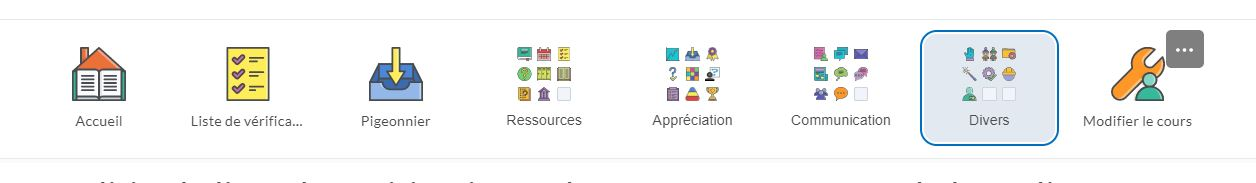 Accueil
Liste de vérifica...
Pigeonnier
Ressources
Appréciation
Communication
Divers
Modifier le cours